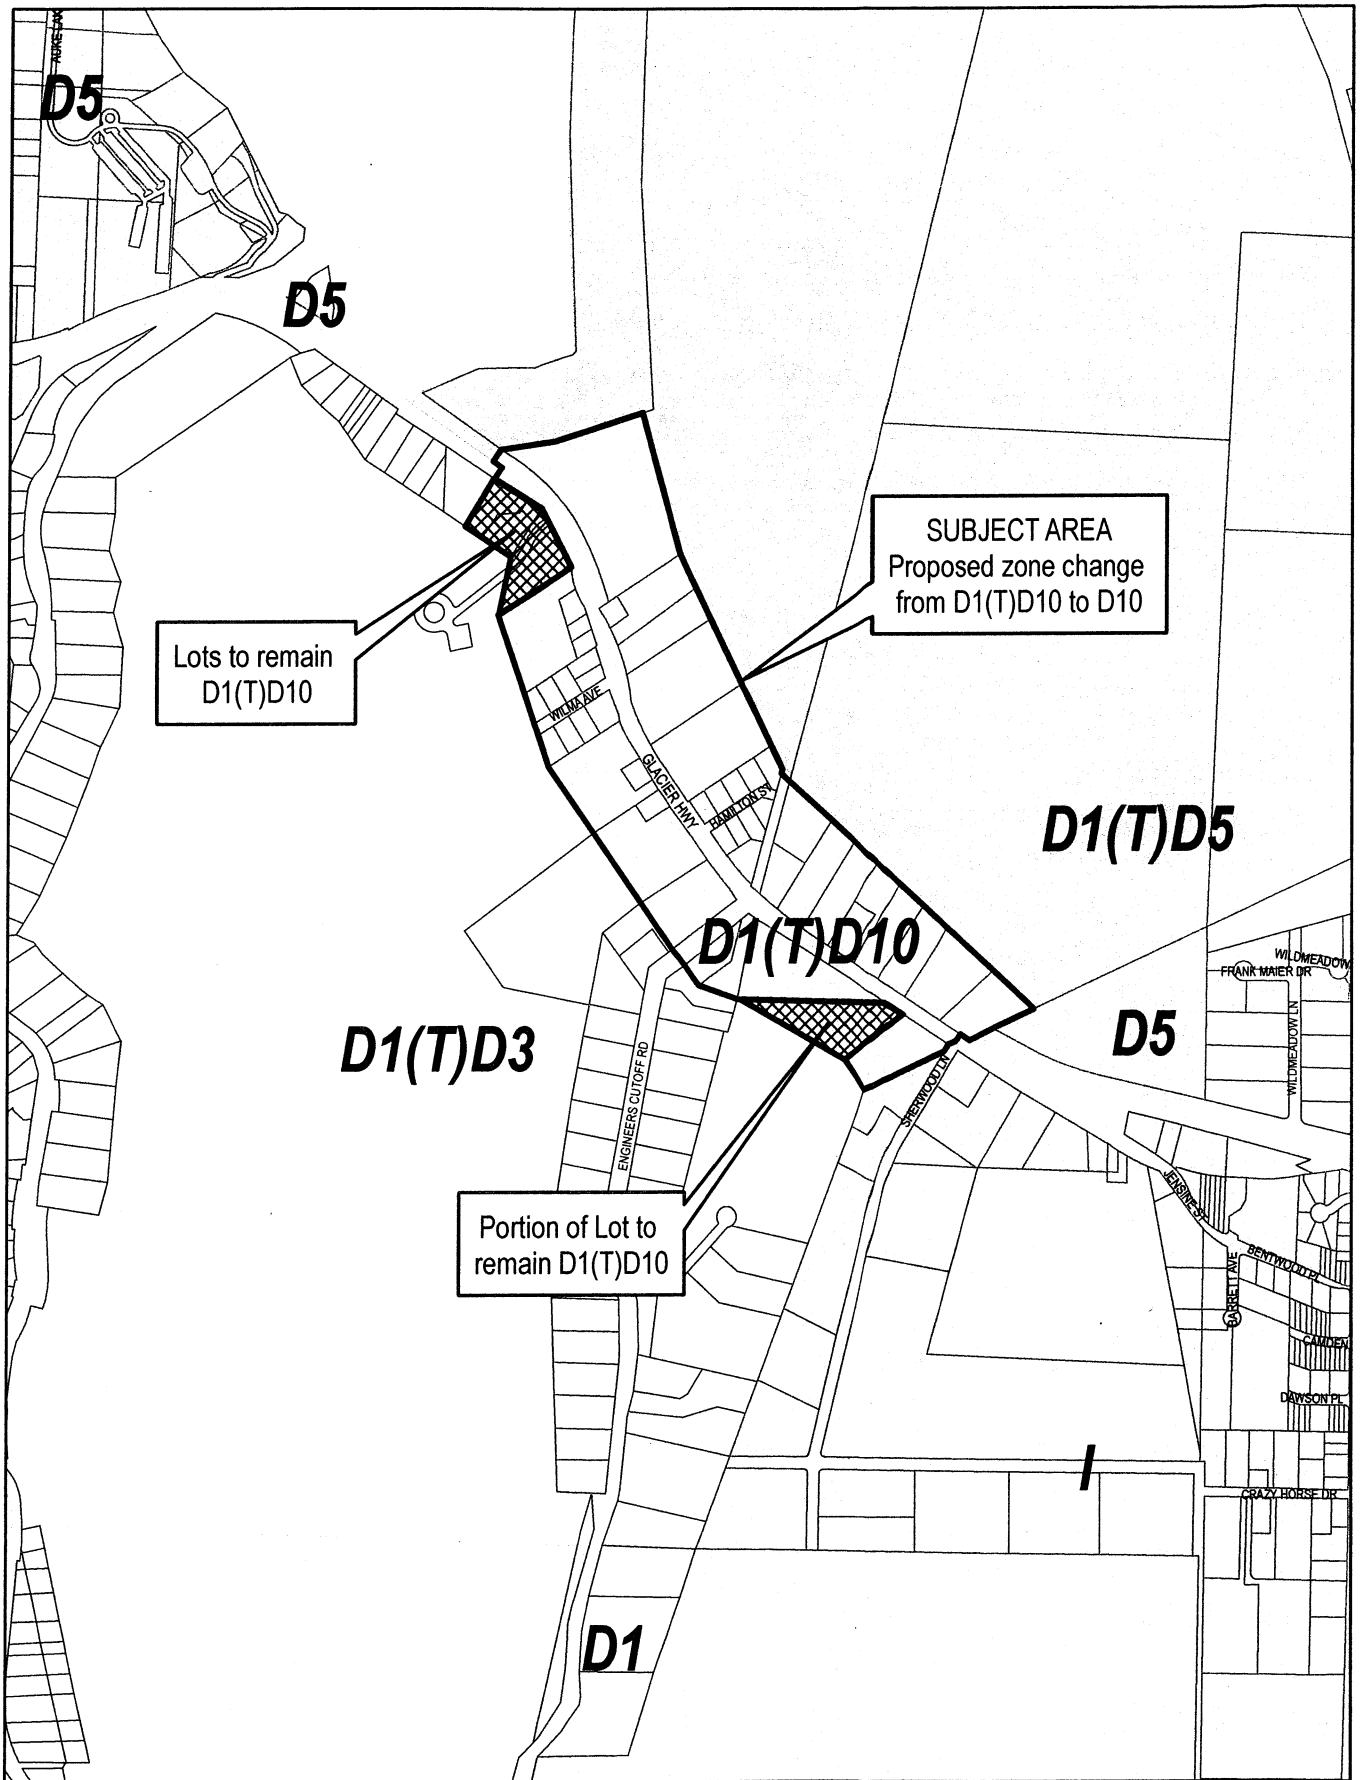 AUKE LAK
D5
D5
SUBJECT AREA
Proposed zone change
from D1(T)D10 to D10
Lots to remain
D1(T)D10
WILMA AVE
GLACIER HWY
HAMILTON ST
D1(T)D5
D1(T)D10
WILDMEADOW
FRANK MAIER DR
WILDMEADOW LN
D5
D1(T)D3
ENGINEERS CUTOFF RD
SHERWOOD LN
JENSINE ST
Portion of Lot to
remain D1(T)D10
BENTWOOD PL
BARRETT AVE
CAMDEN
DAWSON PL
I
CRAZY HORSE DR
D1